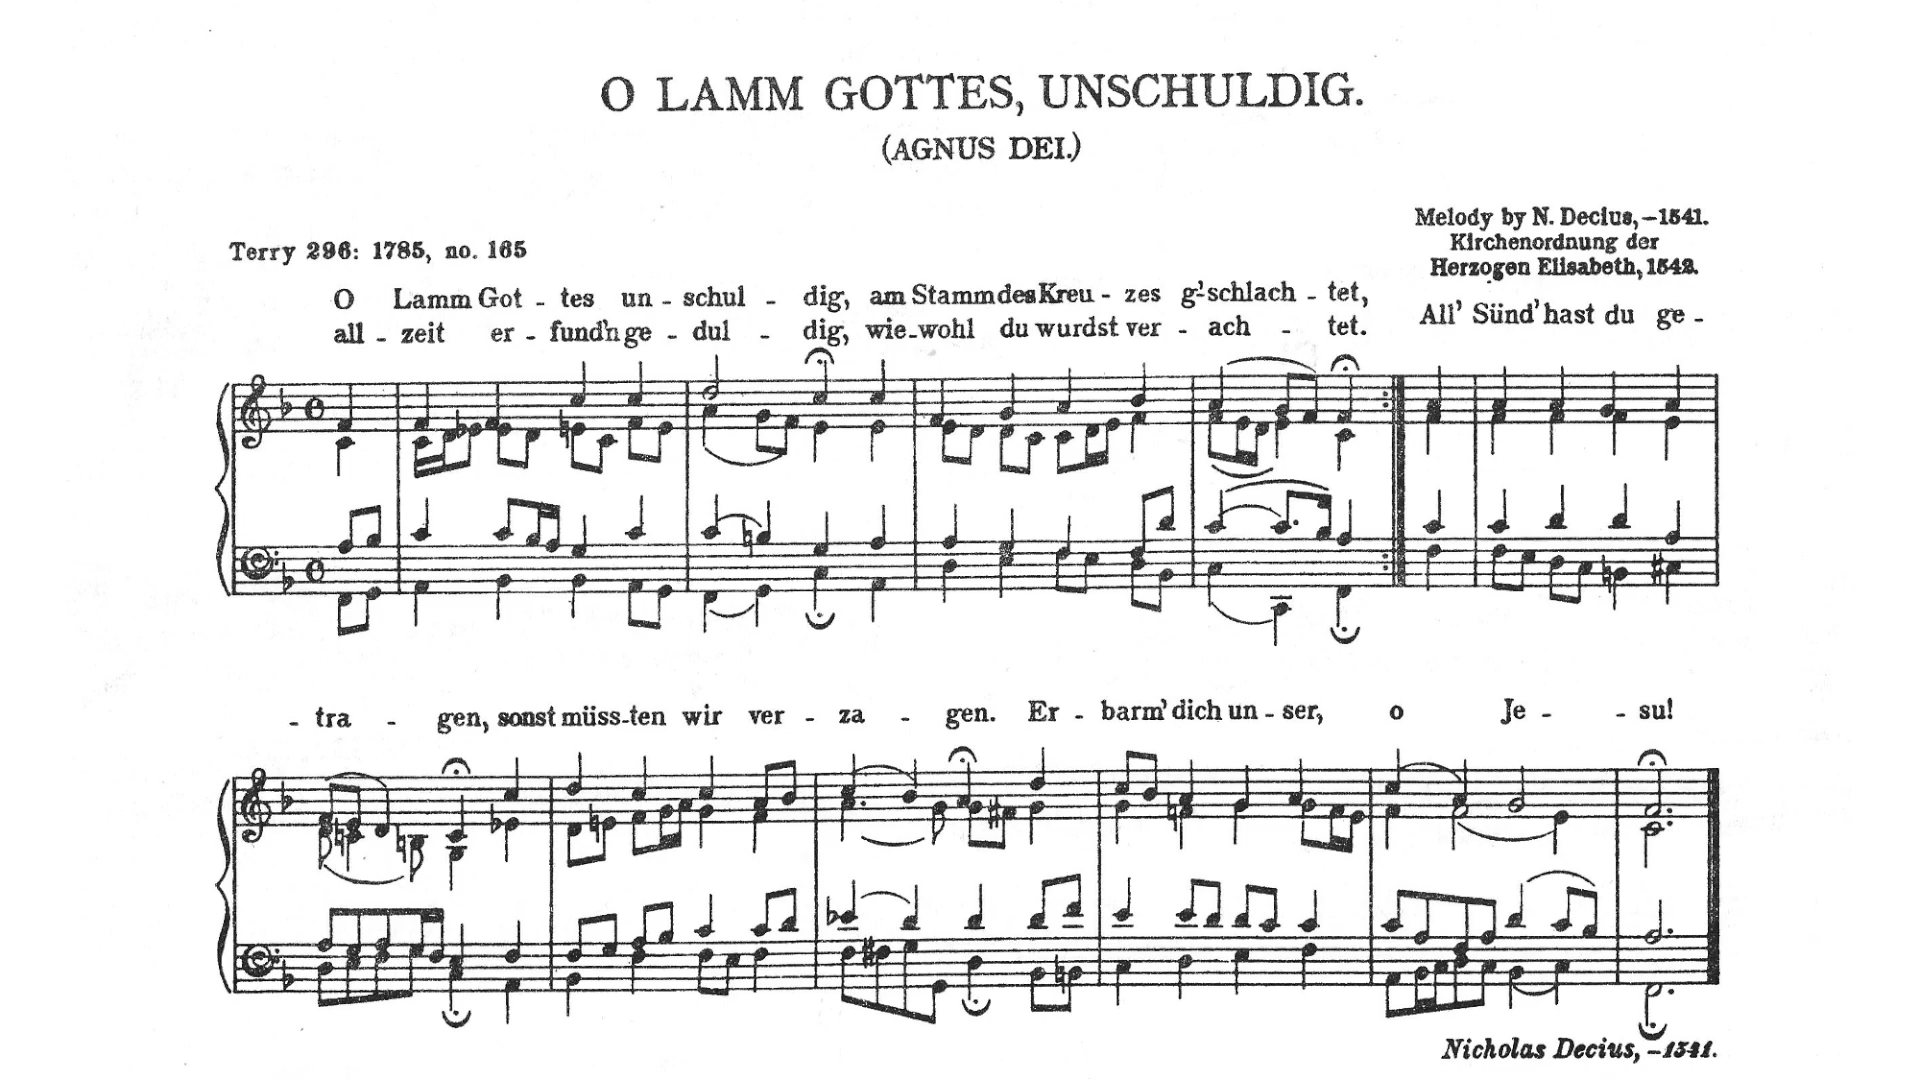 O LAMM GOTTES, UNSCHULDIG.
(AGNUS DEI.)
Melody by N. Decius, –1541.
Kirchenordnung der
Herzogen Elisabeth, 1542.
Terry 296: 1785, no. 165
O Lamm Got - tes un - schul - dig, am Stamm des Kreu - zes g'schlach - tet,
all - zeit er - fund'n ge - dul - dig, wie-wohl du wurdst ver - ach - tet.
All' Sünd' hast du ge -
- tra - gen, sonst müss-ten wir ver - za - gen. Er - barm' dich un - ser, o Je - - su!
Nicholas Decius, –1541.